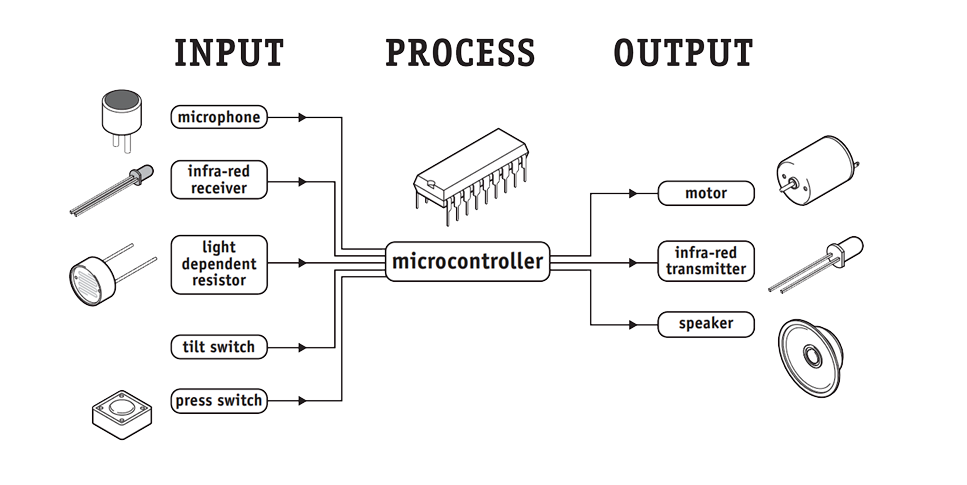 INPUT
PROCESS
OUTPUT
microphone
infra-red
receiver
light
dependent
resistor
tilt switch
press switch
microcontroller
motor
infra-red
transmitter
speaker